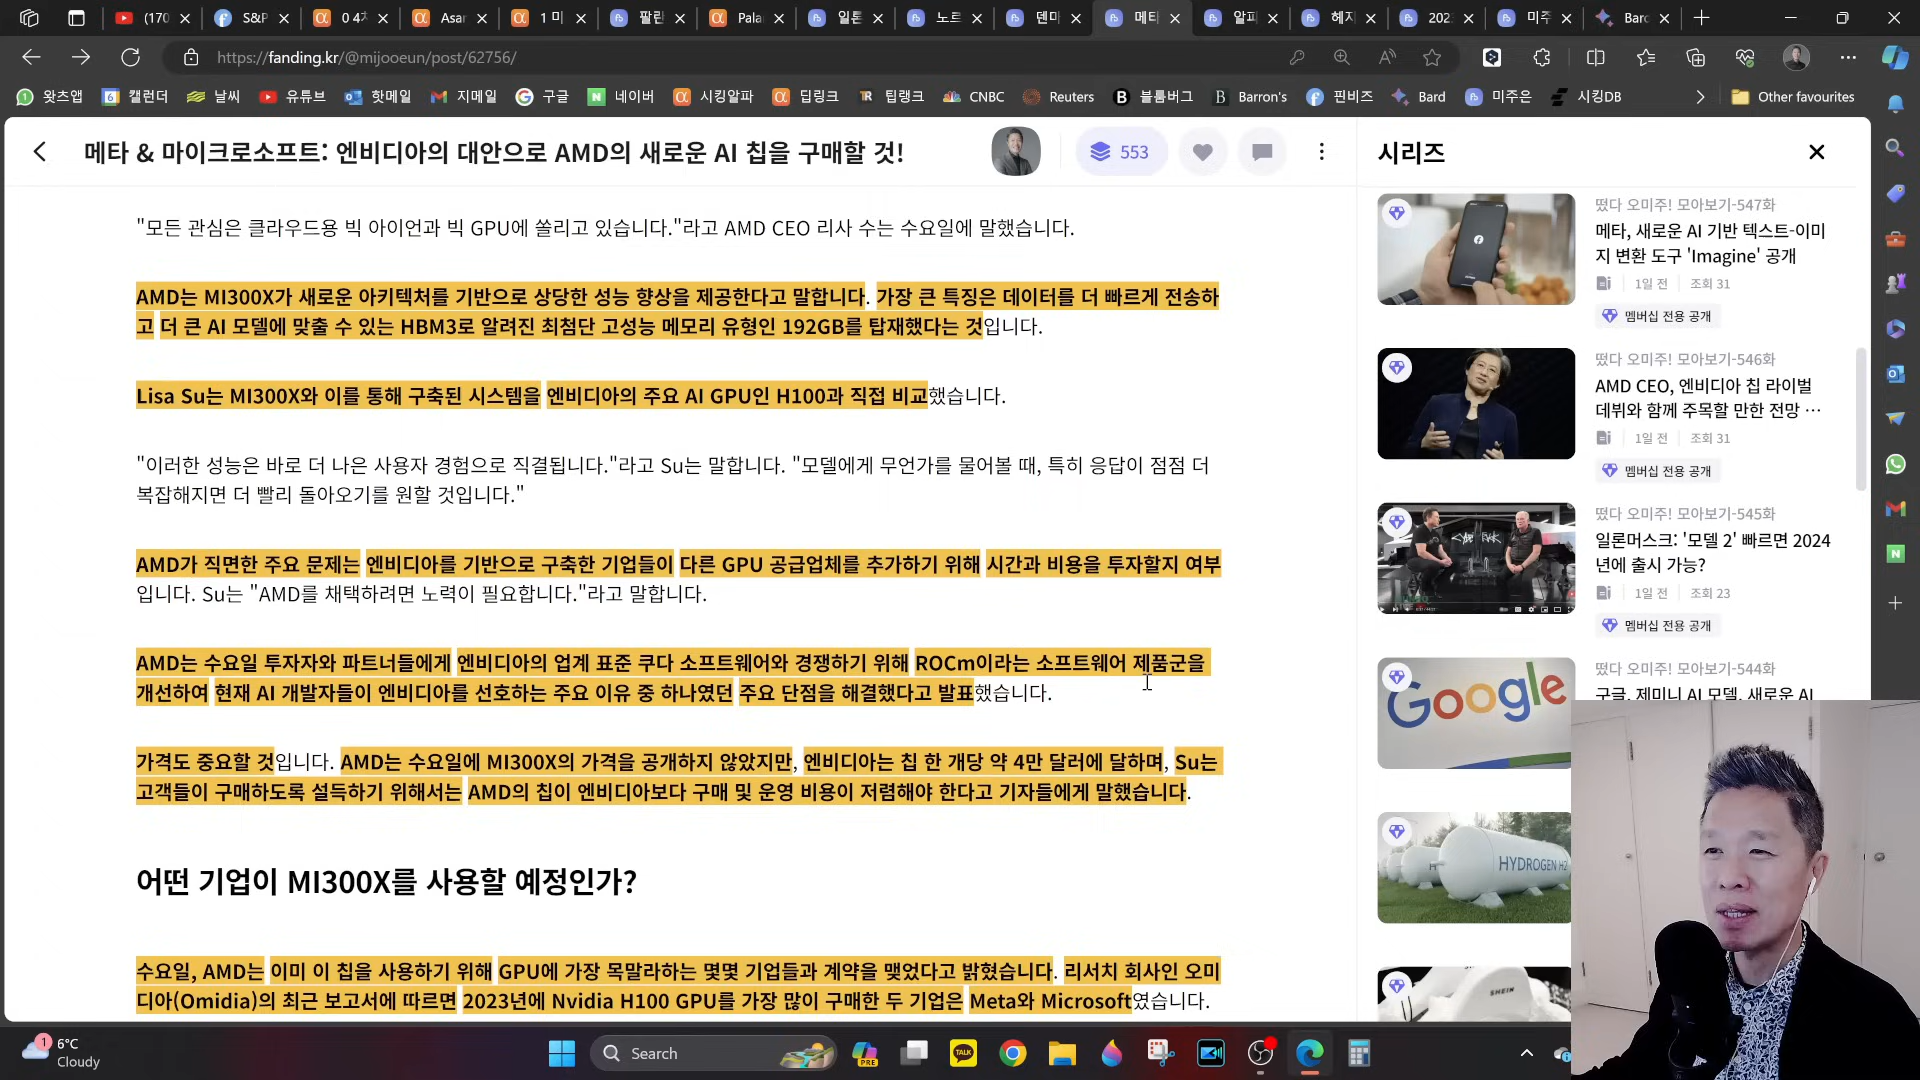 (170
S&P
0 4차
Asar
1 미
팔란
Pala
일튼
노르
덴마
메타
알파
헤지
202
미주
Barc
https://fanding.kr/@mijooeun/post/62756/
왓츠앱
캘린더
날씨
유튜브
핫메일
지메일
구글
네이버
시킹알파
딥링크
팁랭크
CNBC
Reuters
블룸버그
Barron's
핀비즈
Bard
미주은
시킹DB
Other favourites
메타 & 마이크로소프트: 엔비디아의 대안으로 AMD의 새로운 AI 칩을 구매할 것!
553
시리즈
"모든 관심은 클라우드용 빅 아이언과 빅 GPU에 쏠리고 있습니다."라고 AMD CEO 리사 수는 수요일에 말했습니다.
AMD는 MI300X가 새로운 아키텍처를 기반으로 상당한 성능 향상을 제공한다고 말합니다. 가장 큰 특징은 데이터를 더 빠르게 전송하
고 더 큰 AI 모델에 맞출 수 있는 HBM3로 알려진 최첨단 고성능 메모리 유형인 192GB를 탑재했다는 것입니다.
Lisa Su는 MI300X와 이를 통해 구축된 시스템을 엔비디아의 주요 AI GPU인 H100과 직접 비교했습니다.
"이러한 성능은 바로 더 나은 사용자 경험으로 직결됩니다."라고 Su는 말합니다. "모델에게 무언가를 물어볼 때, 특히 응답이 점점 더
복잡해지면 더 빨리 돌아오기를 원할 것입니다."
AMD가 직면한 주요 문제는 엔비디아를 기반으로 구축한 기업들이 다른 GPU 공급업체를 추가하기 위해 시간과 비용을 투자할지 여부
입니다. Su는 "AMD를 채택하려면 노력이 필요합니다."라고 말합니다.
AMD는 수요일 투자자와 파트너들에게 엔비디아의 업계 표준 쿠다 소프트웨어와 경쟁하기 위해 ROCm이라는 소프트웨어 제품군을
개선하여 현재 AI 개발자들이 엔비디아를 선호하는 주요 이유 중 하나였던 주요 단점을 해결했다고 발표했습니다.
가격도 중요할 것입니다. AMD는 수요일에 MI300X의 가격을 공개하지 않았지만, 엔비디아는 칩 한 개당 약 4만 달러에 달하며, Su는
고객들이 구매하도록 설득하기 위해서는 AMD의 칩이 엔비디아보다 구매 및 운영 비용이 저렴해야 한다고 기자들에게 말했습니다.
어떤 기업이 MI300X를 사용할 예정인가?
수요일, AMD는 이미 이 칩을 사용하기 위해 GPU에 가장 목말라하는 몇몇 기업들과 계약을 맺었다고 밝혔습니다. 리서치 회사인 오미
디아(Omidia)의 최근 보고서에 따르면 2023년에 Nvidia H100 GPU를 가장 많이 구매한 두 기업은 Meta와 Microsoft였습니다.
떴다 오미주! 모아보기-547화
메타, 새로운 AI 기반 텍스트-이미
지 변환 도구 'Imagine' 공개
1일 전 조회 31
멤버십 전용 공개
떴다 오미주! 모아보기-546화
AMD CEO, 엔비디아 칩 라이벌
데뷔와 함께 주목할 만한 전망 …
1일 전 조회 31
멤버십 전용 공개
떴다 오미주! 모아보기-545화
일론머스크: '모델 2' 빠르면 2024
년에 출시 가능?
1일 전 조회 23
멤버십 전용 공개
떴다 오미주! 모아보기-544화
구글, 제미니 AI 모델, 새로운 AI
Google
HYDROGEN H2
SHEIN
6°C
Cloudy
Search
PRE
TALK